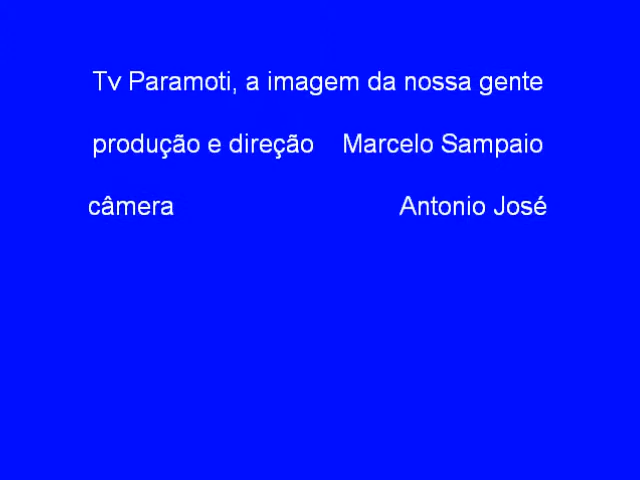 Tv Paramoti, a imagem da nossa gente
produção e direção Marcelo Sampaio
câmera Antonio José